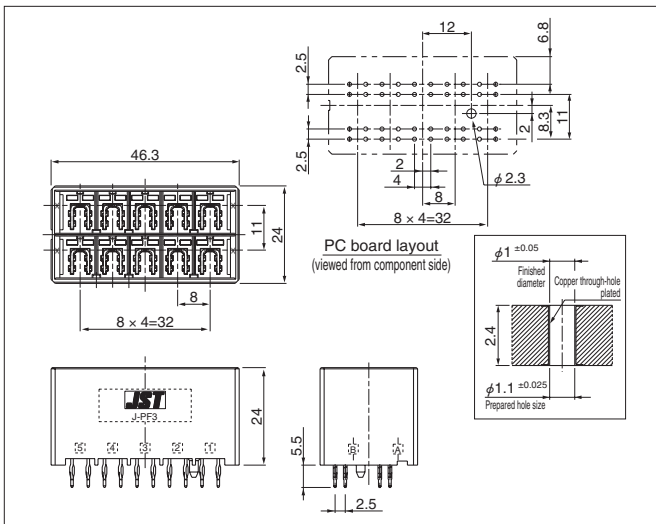 12
6.8
2.5
11
8.3
2
2.5
2
4
φ2.3
8
8 × 4=32
PC board layout
(viewed from component side)
46.3
11
24
8
8 × 4=32
φ1 ±0.05
Finished diameter
Copper through-hole plated
2.4
φ1.1 ±0.025
Prepared hole size
JST
J-PF3
5 4 3 2 1
24
B A
5.5
2.5